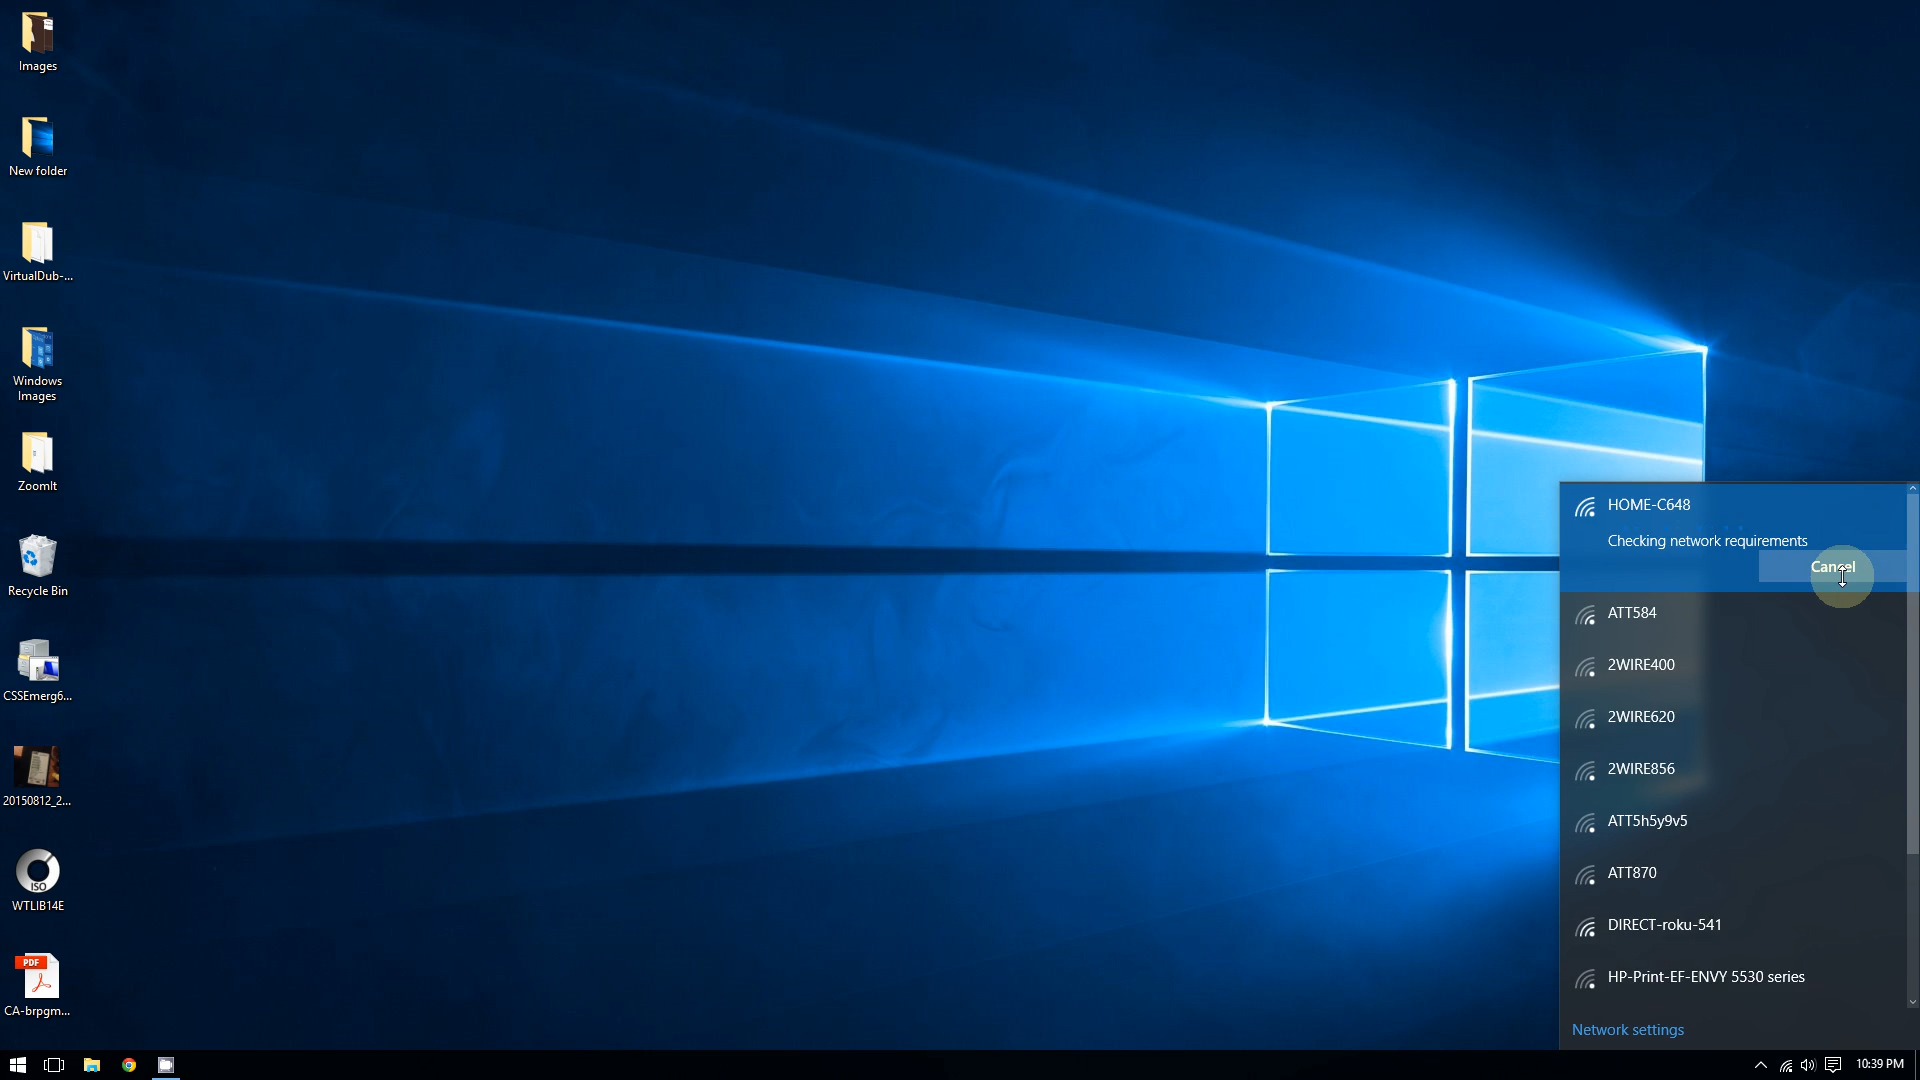 Images
New folder
VirtualDub-...
Windows
Images
ZoomIt
Recycle Bin
CSSEmerg6...
20150812_2...
ISO
WTLIB14E
PDF
CA-brpgm...
HOME-C648
Checking network requirements
Cancel
ATT584
2WIRE400
2WIRE620
2WIRE856
ATT5h5y9v5
ATT870
DIRECT-roku-541
HP-Print-EF-ENVY 5530 series
Network settings
10:39 PM